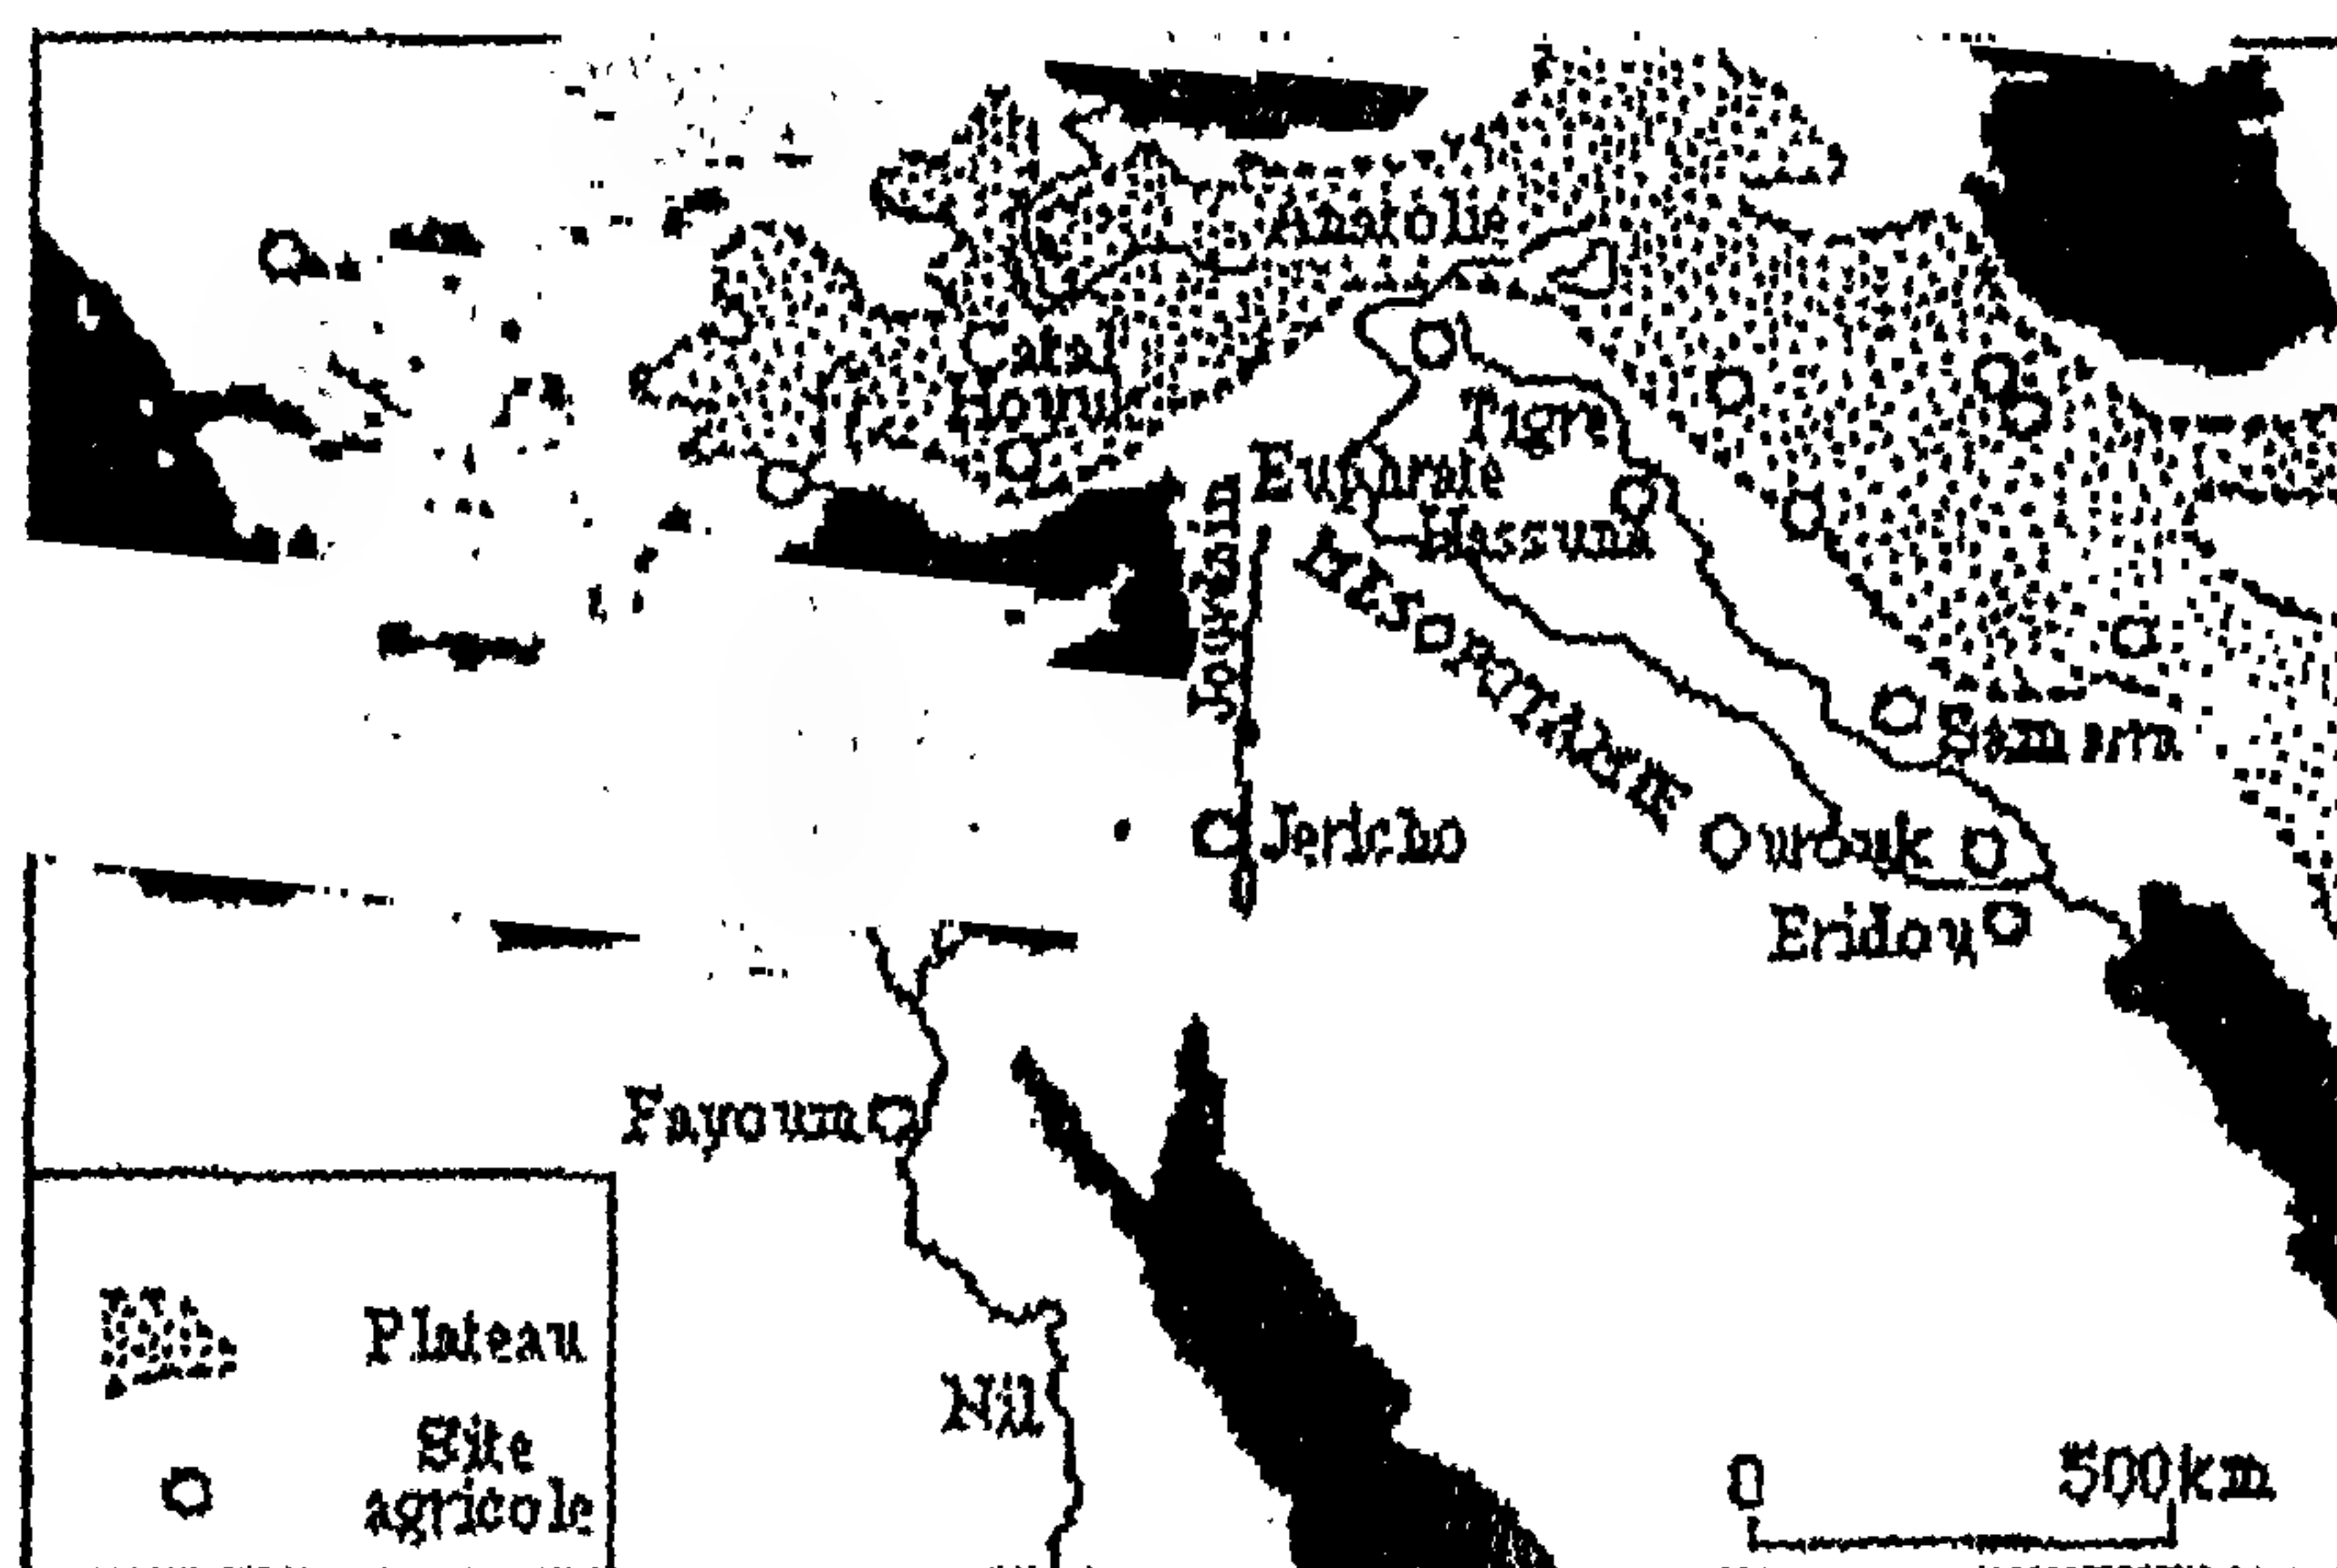 Anatolie
Catal
Hoyuk
Tigre
Euphrate
Hassuna
Jourdain
MESOPOTAMIE
Samarra
Jericho
Ourouk
Eridou
Fayoum
Nil
Plateau
Site
agricole
0 500km